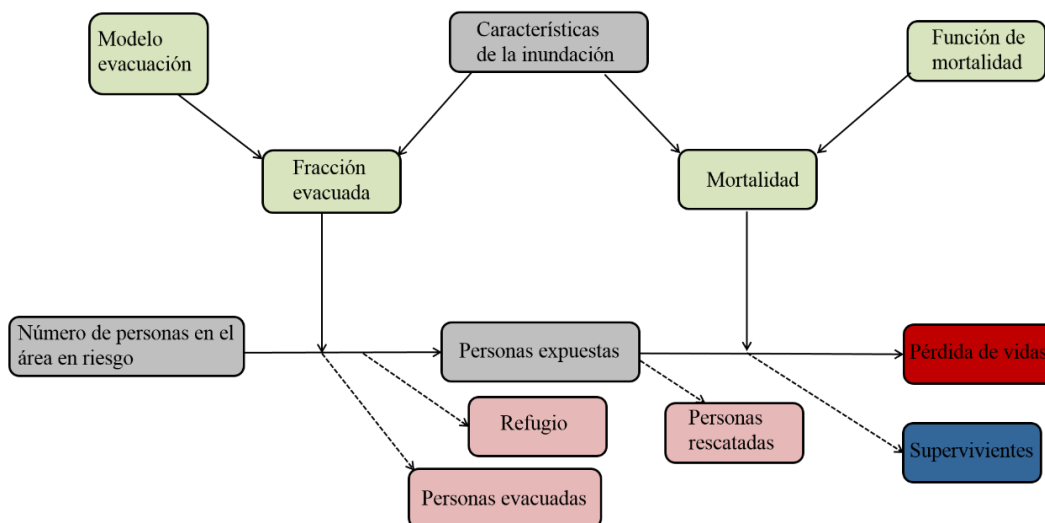 Modelo
evacuación
Características
de la inundación
Función de
mortalidad
Fracción
evacuada
Mortalidad
Número de personas en el
área en riesgo
Personas expuestas
Pérdida de vidas
Refugio
Personas
rescatadas
Supervivientes
Personas evacuadas